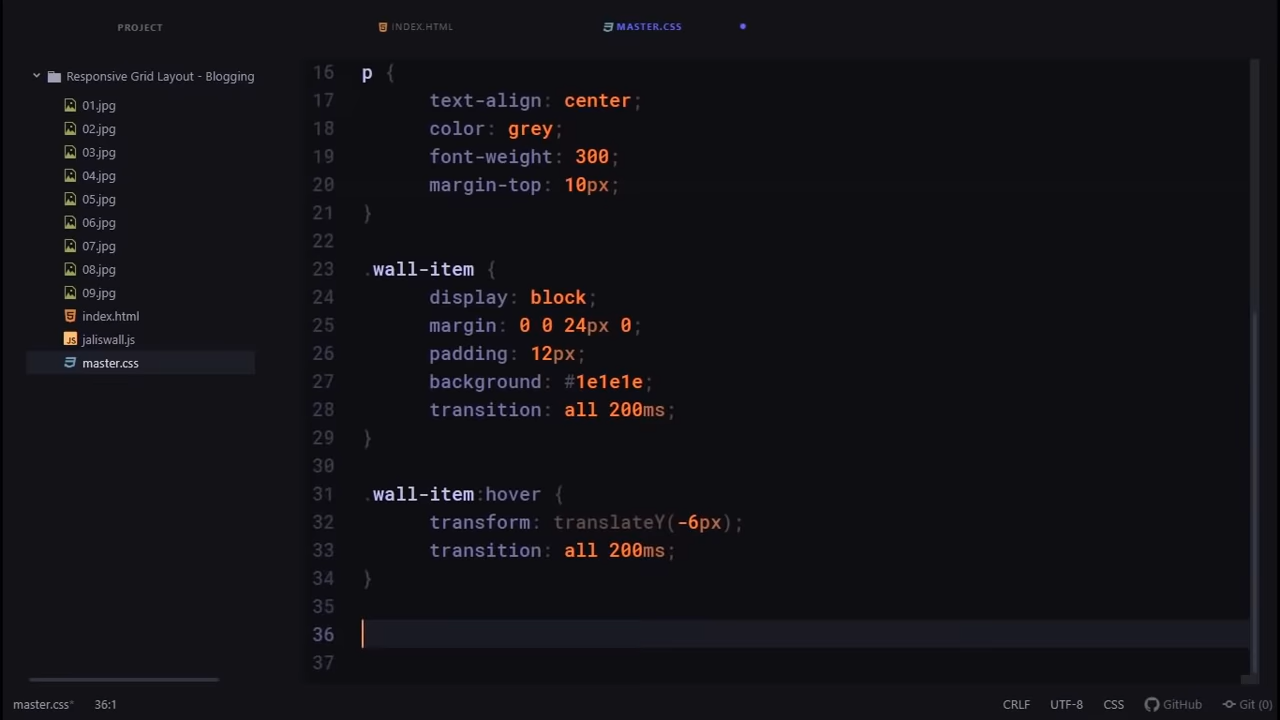 PROJECT
INDEX.HTML
MASTER.CSS
Responsive Grid Layout - Blogging
01.jpg
02.jpg
03.jpg
04.jpg
05.jpg
06.jpg
07.jpg
08.jpg
09.jpg
index.html
JS jaliswall.js
master.css
16 p {
17 text-align: center;
18 color: grey;
19 font-weight: 300;
20 margin-top: 10px;
21 }
22
23 .wall-item {
24 display: block;
25 margin: 0 0 24px 0;
26 padding: 12px;
27 background: #1e1e1e;
28 transition: all 200ms;
29 }
30
31 .wall-item:hover {
32 transform: translateY(-6px);
33 transition: all 200ms;
34 }
35
36
37
master.css* 36:1 CRLF UTF-8 CSS GitHub Git (0)